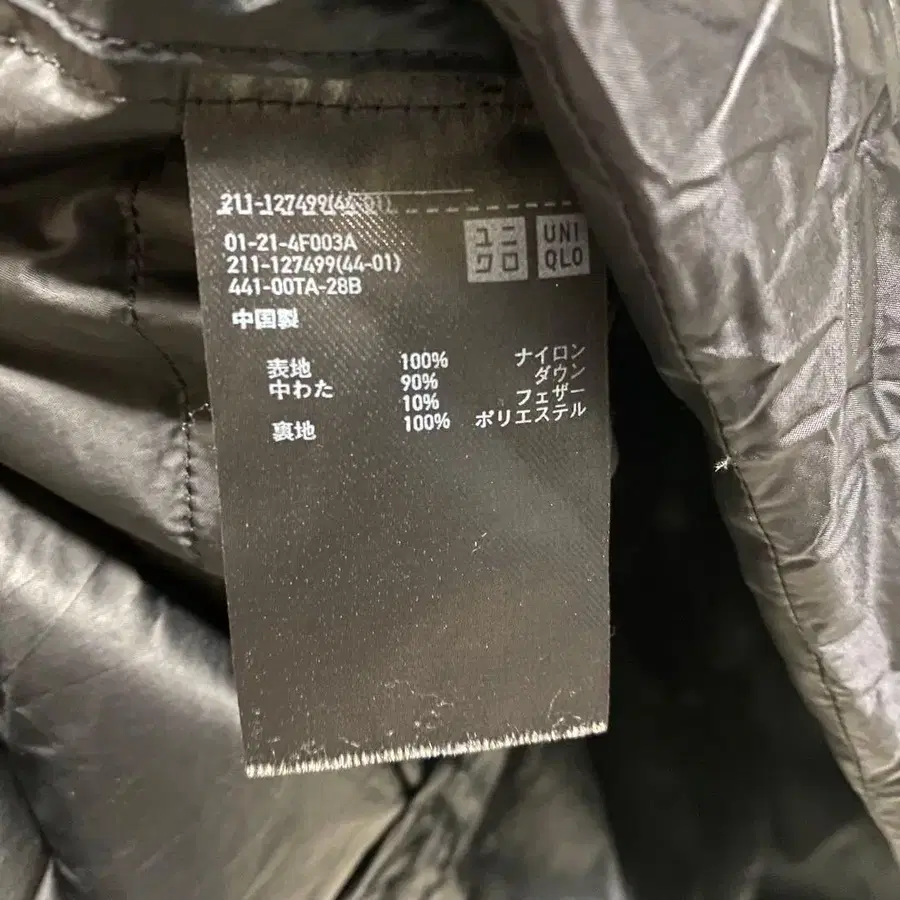 211-127499(44-01)
ユニ
クロ
UNI
QLO
01-21-4F003A
211-127499(44-01)
441-00TA-28B
中国製
表地 100% ナイロン
中わた 90% ダウン
10% フェザー
裏地 100% ポリエステル